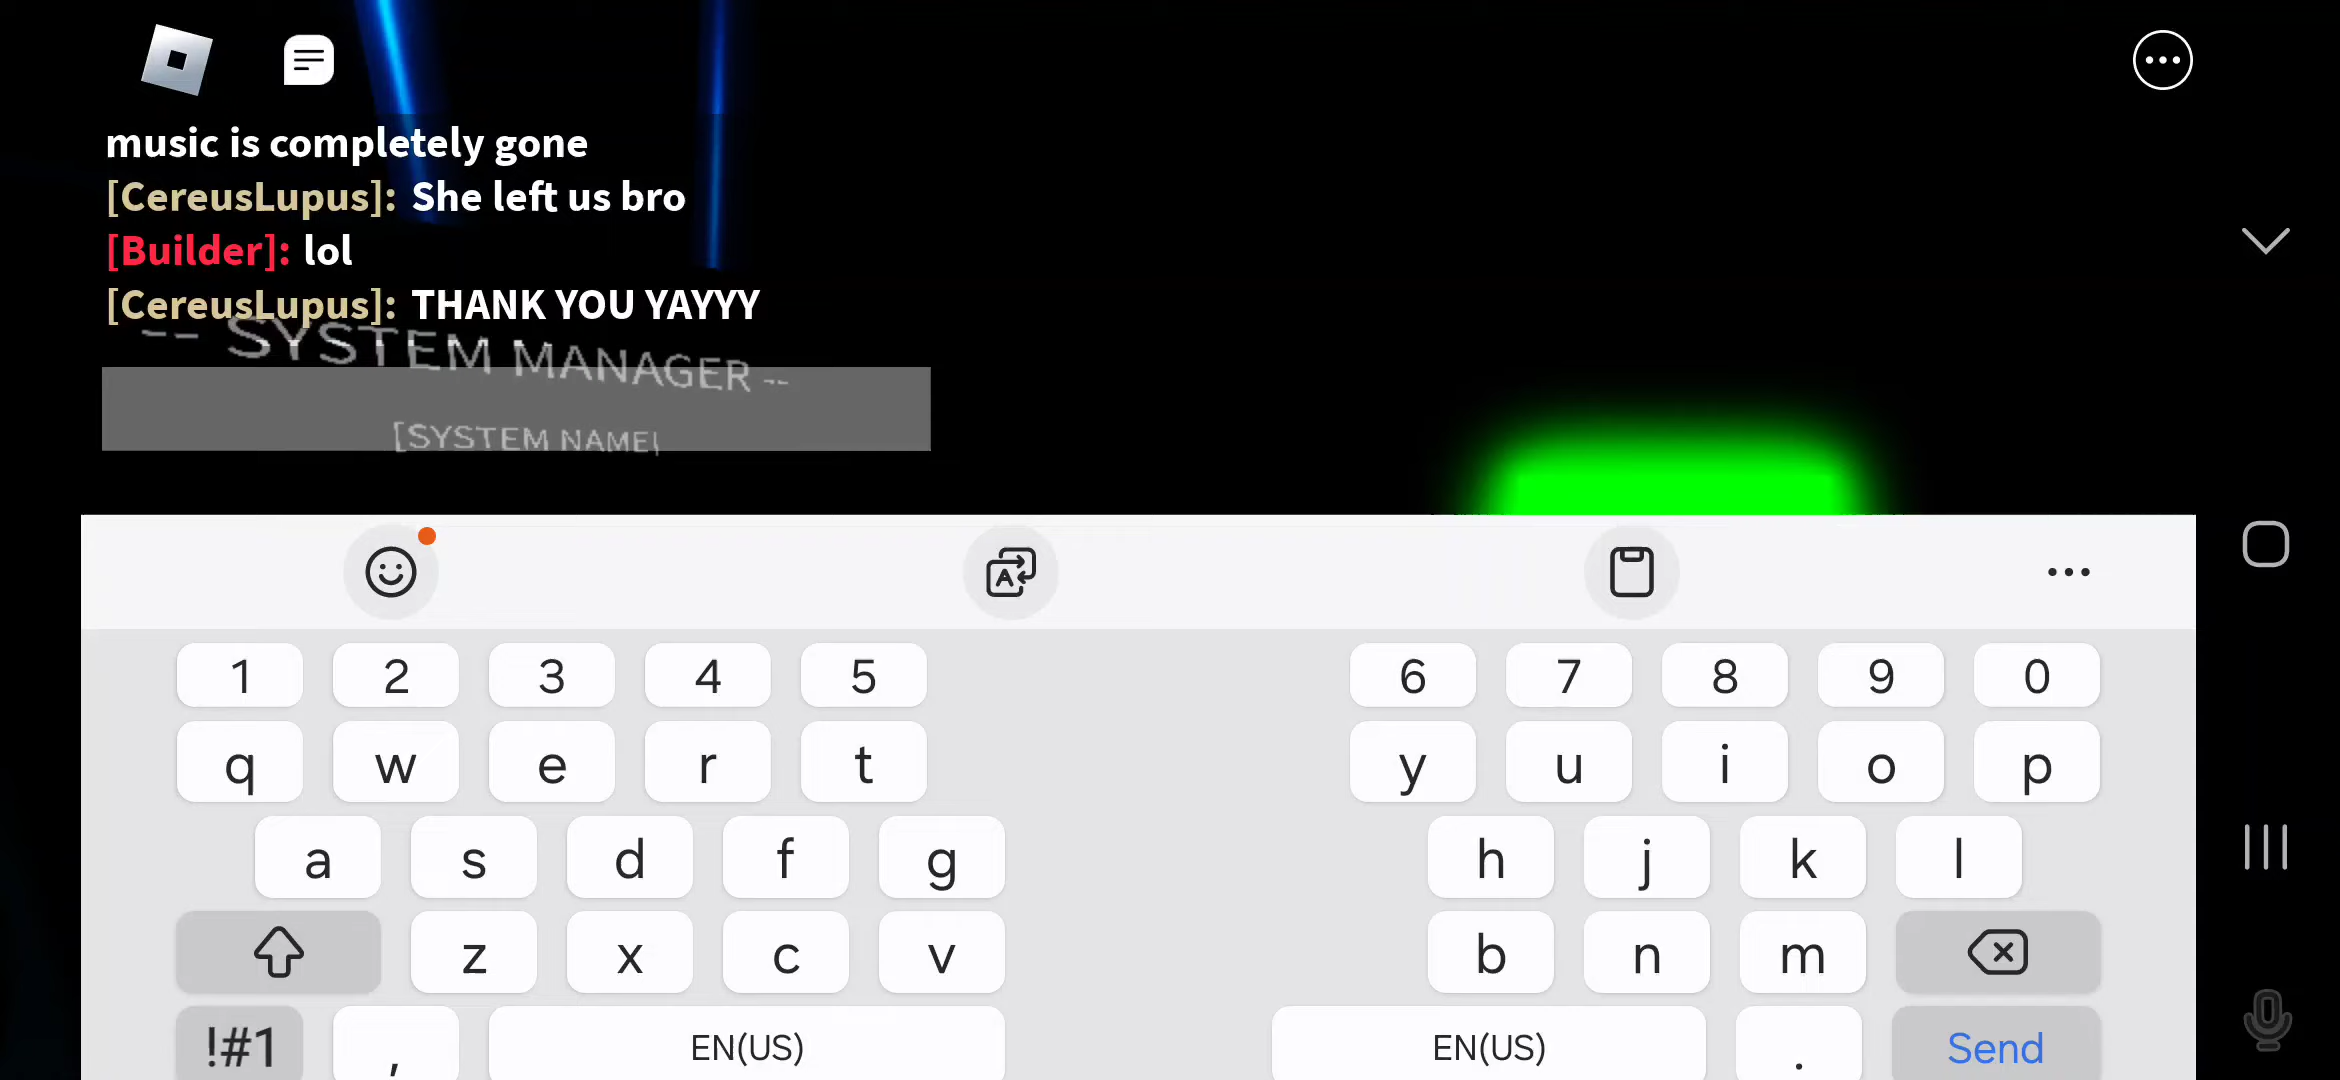 music is completely gone
[CereusLupus]: She left us bro
[Builder]: lol
[CereusLupus]: THANK YOU YAYYY
-- SYSTEM MANAGER --
[SYSTEM NAME]
1 2 3 4 5 6 7 8 9 0
q w e r t y u i o p
a s d f g h j k l
z x c v b n m
!#1 , EN(US) EN(US) . Send